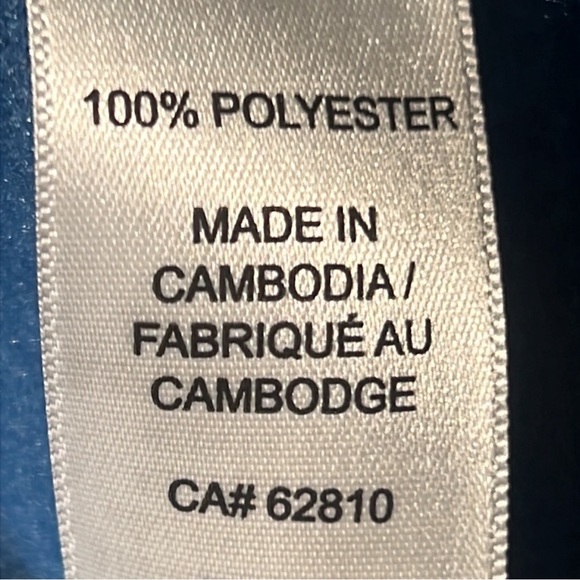 100% POLYESTER
MADE IN
CAMBODIA/
FABRIQUÉ AU
CAMBODGE
CA# 62810